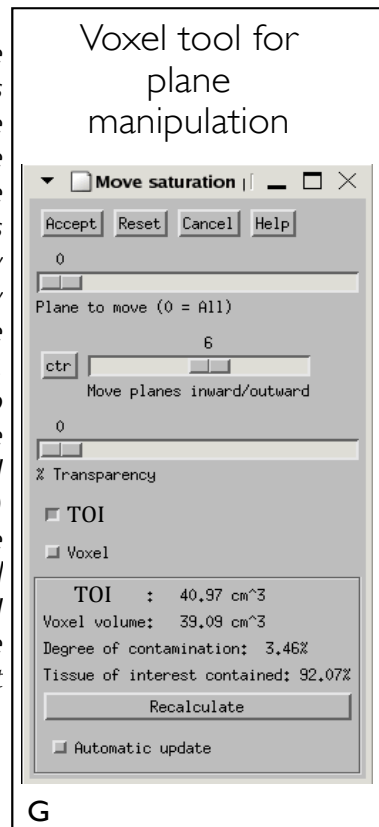 Voxel tool for
plane
manipulation
Move saturation
Accept Reset Cancel Help
0
Plane to move (0 = All)
6
ctr
Move planes inward/outward
0
% Transparency
TOI
Voxel
TOI : 40.97 cm^3
Voxel volume: 39.09 cm^3
Degree of contamination: 3.46%
Tissue of interest contained: 92.07%
Recalculate
Automatic update
G